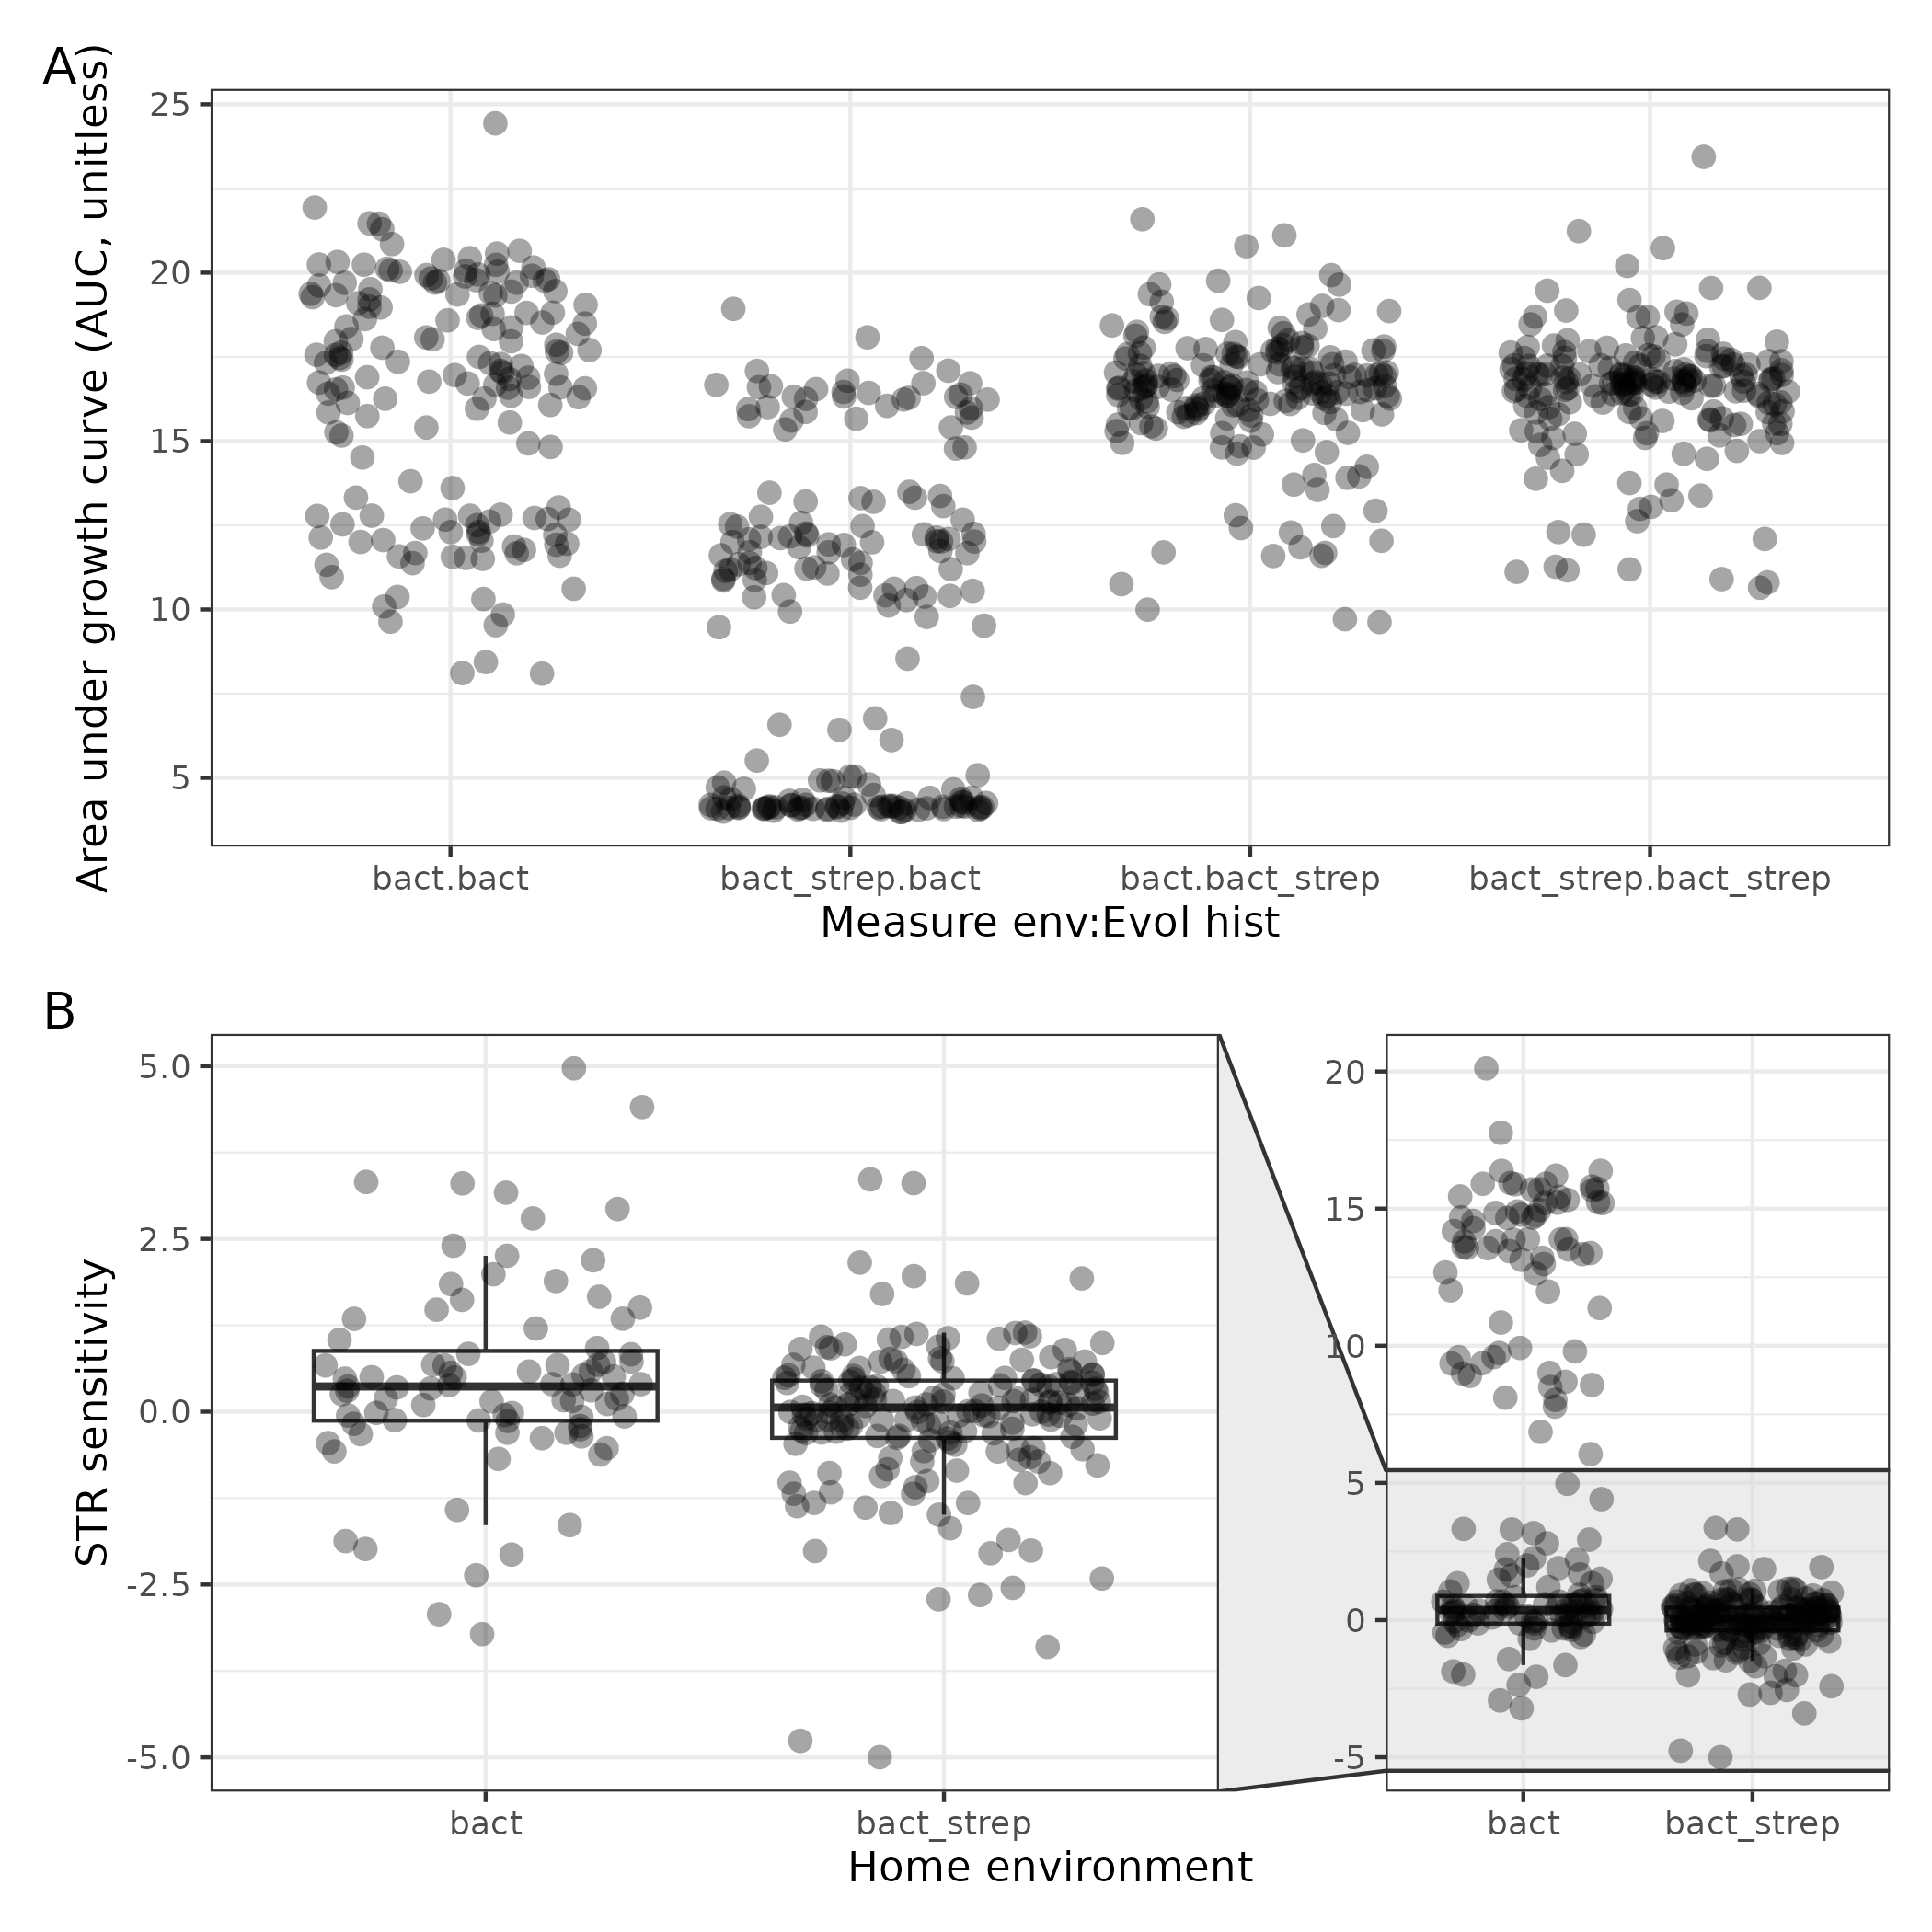 A
Area under growth curve (AUC, unitless)
25
20
15
10
5
bact.bact
bact_strep.bact
bact.bact_strep
bact_strep.bact_strep
Measure env:Evol hist
B
STR sensitivity
5.0
2.5
0.0
-2.5
-5.0
bact
bact_strep
20
15
10
5
0
-5
bact
bact_strep
Home environment